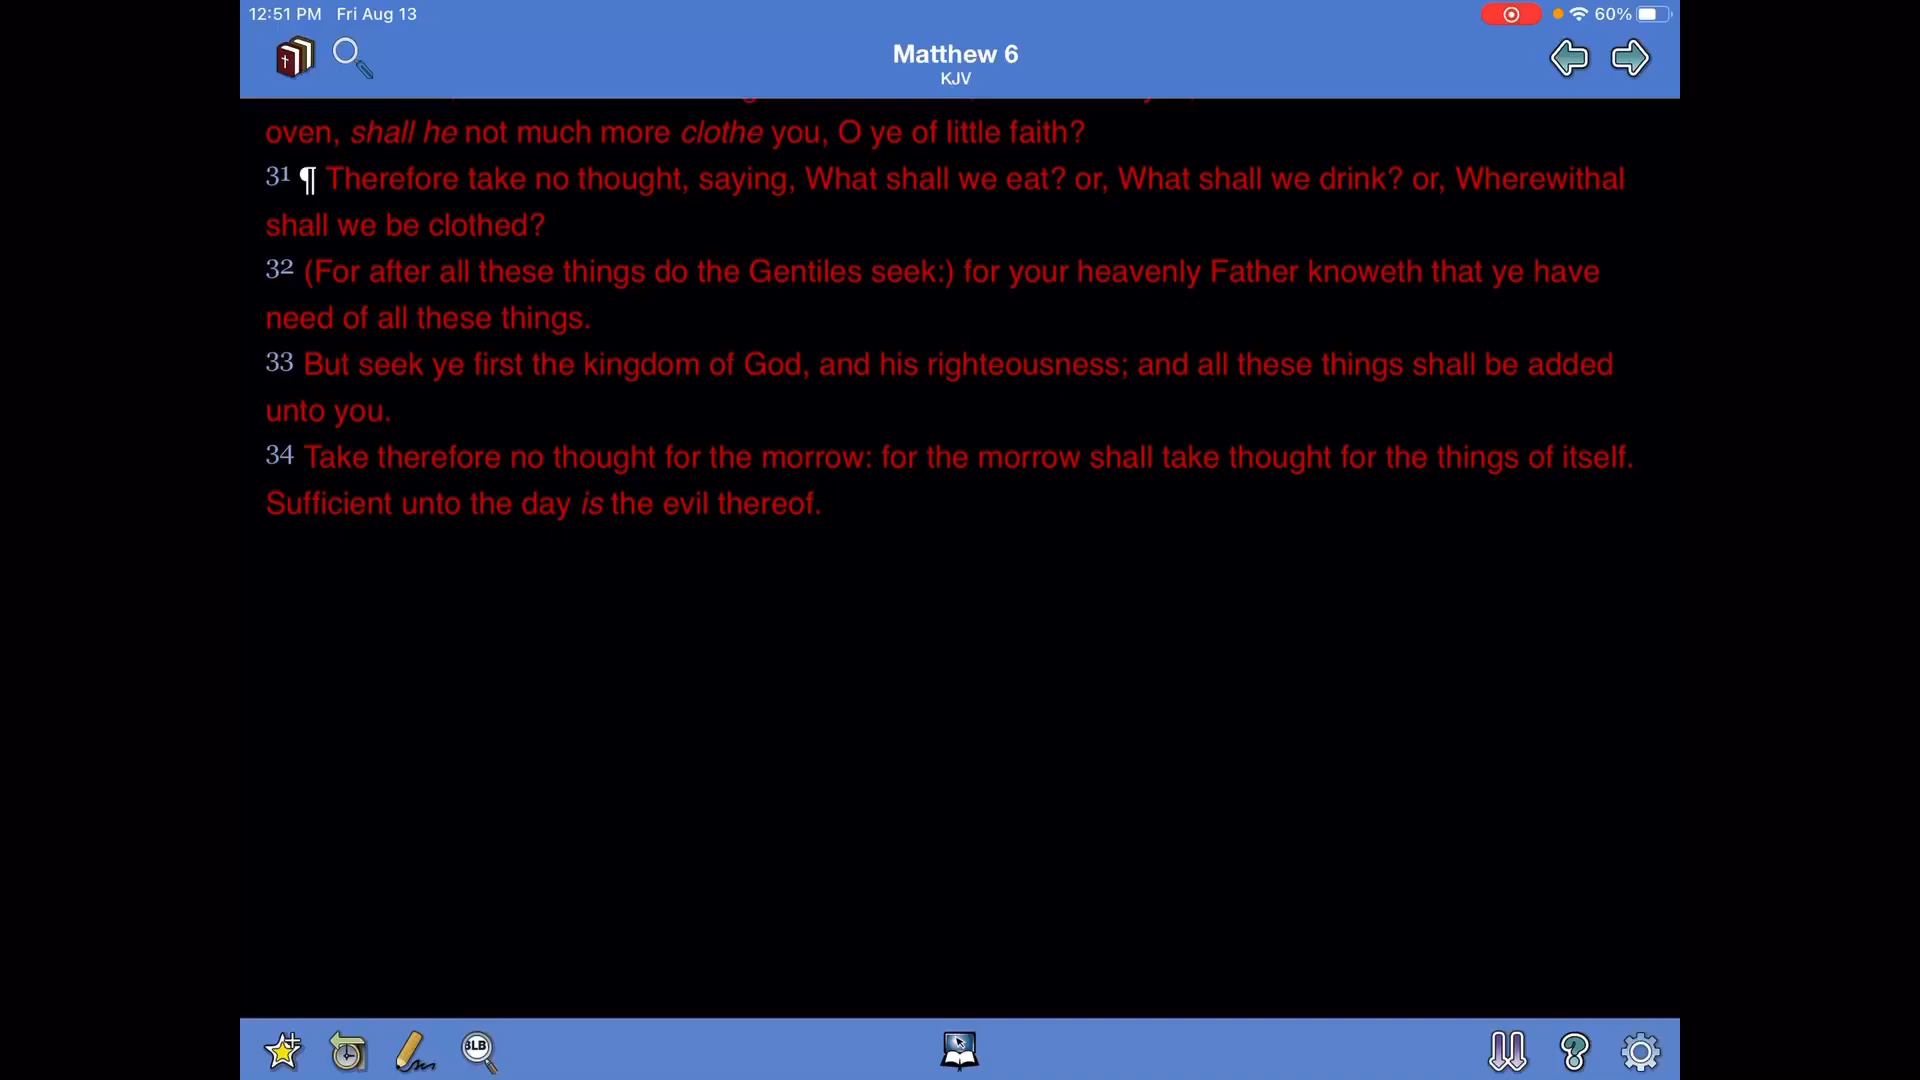 12:51 PM Fri Aug 13
60%
Matthew 6
KJV
oven, shall he not much more clothe you, O ye of little faith?
31 ¶ Therefore take no thought, saying, What shall we eat? or, What shall we drink? or, Wherewithal
shall we be clothed?
32 (For after all these things do the Gentiles seek:) for your heavenly Father knoweth that ye have
need of all these things.
33 But seek ye first the kingdom of God, and his righteousness; and all these things shall be added
unto you.
34 Take therefore no thought for the morrow: for the morrow shall take thought for the things of itself.
Sufficient unto the day is the evil thereof.
BLB